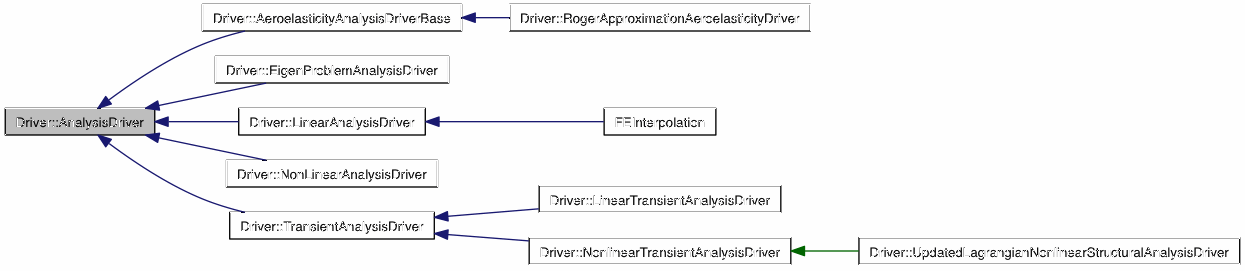 Driver::AeroelasticityAnalysisDriverBase
Driver::RogerApproximationAeroelasticityDriver
Driver::EigenProblemAnalysisDriver
Driver::AnalysisDriver
Driver::LinearAnalysisDriver
FEInterpolation
Driver::NonLinearAnalysisDriver
Driver::LinearTransientAnalysisDriver
Driver::TransientAnalysisDriver
Driver::NonlinearTransientAnalysisDriver
Driver::UpdatedLagrangianNonlinearStructuralAnalysisDriver